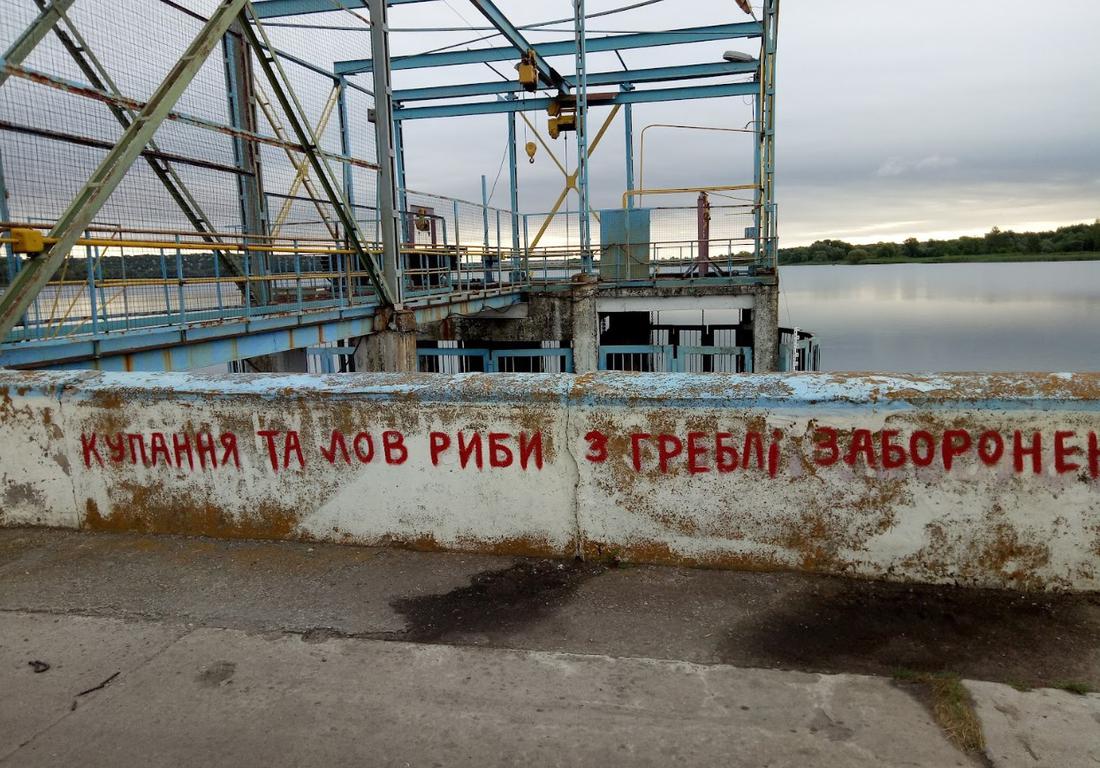 КУПАННЯ ТА ЛОВ РИБИ З ГРЕБЛІ ЗАБОРОНЕН